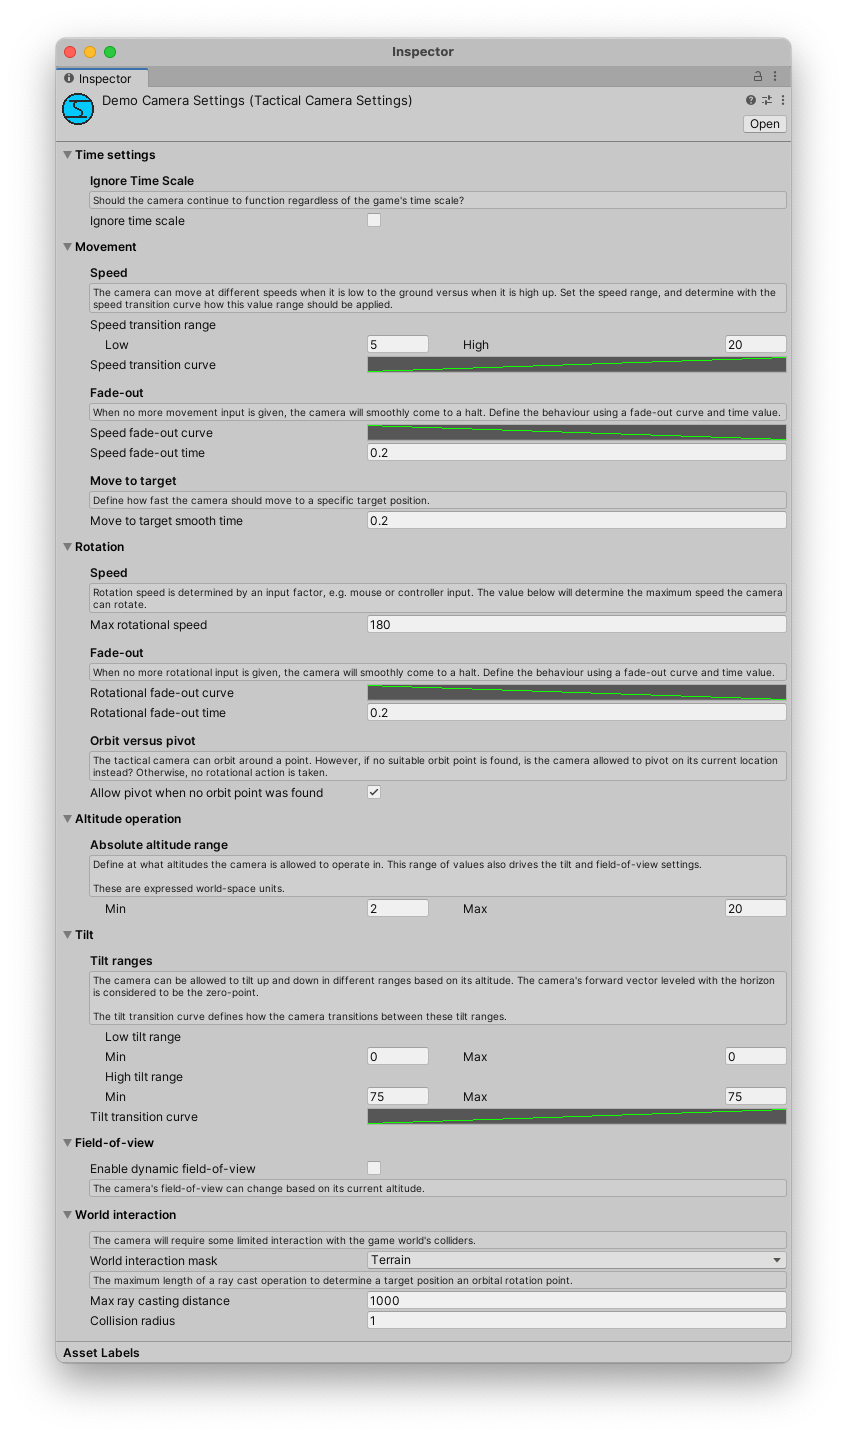 Inspector
Inspector
Demo Camera Settings (Tactical Camera Settings)
Open
Time settings
Ignore Time Scale
Should the camera continue to function regardless of the game's time scale?
Ignore time scale
Movement
Speed
The camera can move at different speeds when it is low to the ground versus when it is high up. Set the speed range, and determine with the
speed transition curve how this value range should be applied.
Speed transition range
Low 5 High 20
Speed transition curve
Fade-out
When no more movement input is given, the camera will smoothly come to a halt. Define the behaviour using a fade-out curve and time value.
Speed fade-out curve
Speed fade-out time 0.2
Move to target
Define how fast the camera should move to a specific target position.
Move to target smooth time 0.2
Rotation
Speed
Rotation speed is determined by an input factor, e.g. mouse or controller input. The value below will determine the maximum speed the camera
can rotate.
Max rotational speed 180
Fade-out
When no more rotational input is given, the camera will smoothly come to a halt. Define the behaviour using a fade-out curve and time value.
Rotational fade-out curve
Rotational fade-out time 0.2
Orbit versus pivot
The tactical camera can orbit around a point. However, if no suitable orbit point is found, is the camera allowed to pivot on its current location
instead? Otherwise, no rotational action is taken.
Allow pivot when no orbit point was found
Altitude operation
Absolute altitude range
Define at what altitudes the camera is allowed to operate in. This range of values also drives the tilt and field-of-view settings.
These are expressed world-space units.
Min 2 Max 20
Tilt
Tilt ranges
The camera can be allowed to tilt up and down in different ranges based on its altitude. The camera's forward vector leveled with the horizon
is considered to be the zero-point.
The tilt transition curve defines how the camera transitions between these tilt ranges.
Low tilt range
Min 0 Max 0
High tilt range
Min 75 Max 75
Tilt transition curve
Field-of-view
Enable dynamic field-of-view
The camera's field-of-view can change based on its current altitude.
World interaction
The camera will require some limited interaction with the game world's colliders.
World interaction mask Terrain
The maximum length of a ray cast operation to determine a target position an orbital rotation point.
Max ray casting distance 1000
Collision radius 1
Asset Labels